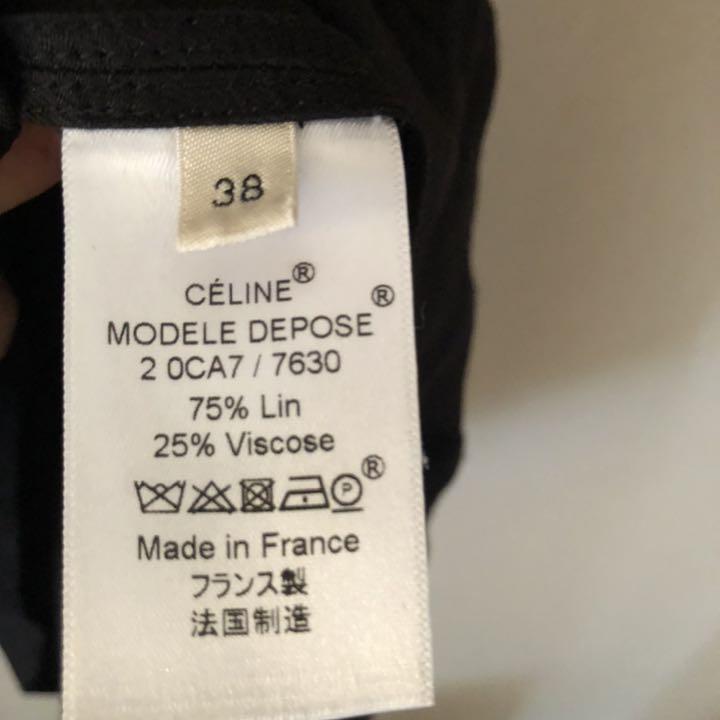 38
CÉLINE®
MODELE DEPOSE®
2 0CA7 / 7630
75% Lin
25% Viscose
P ®
Made in France
フランス製
法国制造